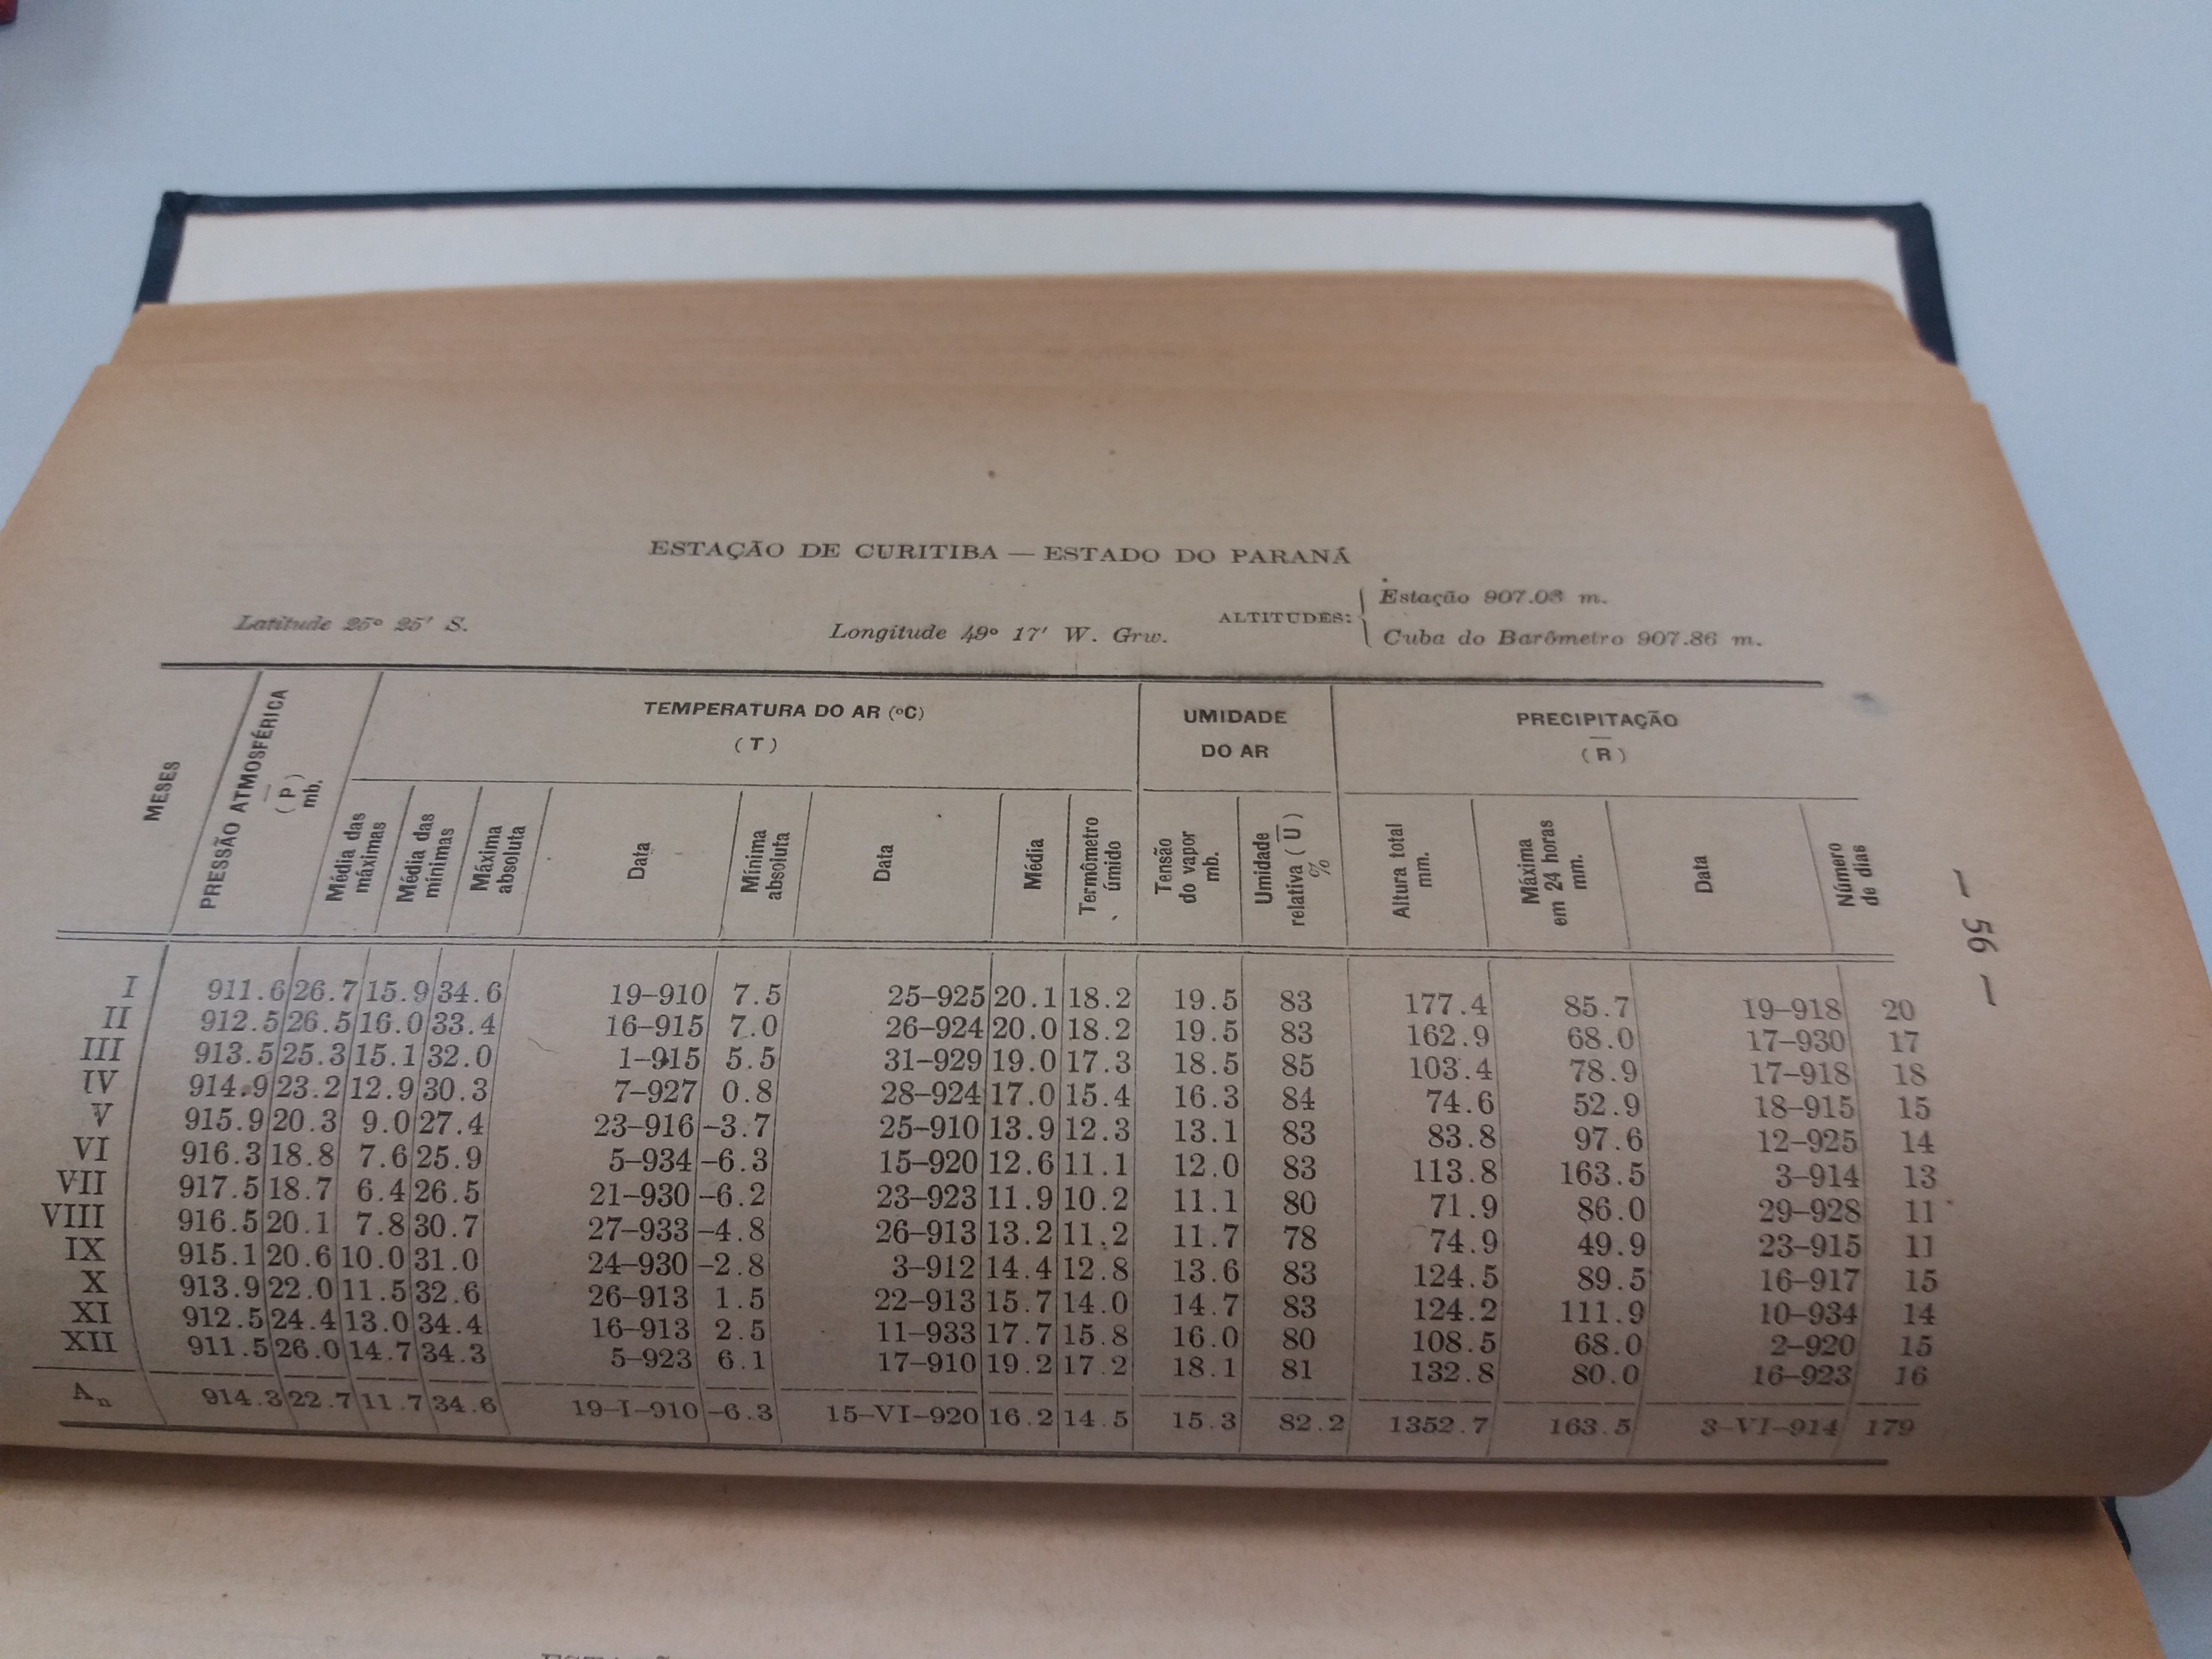 ESTAÇÃO DE CURITIBA — ESTADO DO PARANÁ
Latitude 25º 25' S.
Longitude 49º 17' W. Grw.
ALTITUDES:
Estação 907.08 m.
Cuba do Barômetro 907.86 m.
MESES
PRESSÃO ATMOSFÉRICA
( P )
mb.
TEMPERATURA DO AR (ºC)
( T )
UMIDADE
DO AR
PRECIPITAÇÃO
( R )
Média das
máximas
Média das
mínimas
Máxima
absoluta
Data
Mínima
absoluta
Data
Média
Termômetro
úmido
Tensão
do vapor
mb.
Umidade
relativa ( U )
%
Altura total
mm.
Máxima
em 24 horas
mm.
Data
Número
de dias
I 911.6 26.7 15.9 34.6 19–910 7.5 25–925 20.1 18.2 19.5 83 177.4 85.7 19–918 20
II 912.5 26.5 16.0 33.4 16–915 7.0 26–924 20.0 18.2 19.5 83 162.9 68.0 17–930 17
III 913.5 25.3 15.1 32.0 1–915 5.5 31–929 19.0 17.3 18.5 85 103.4 78.9 17–918 18
IV 914.9 23.2 12.9 30.3 7–927 0.8 28–924 17.0 15.4 16.3 84 74.6 52.9 18–915 15
V 915.9 20.3 9.0 27.4 23–916 –3.7 25–910 13.9 12.3 13.1 83 83.8 97.6 12–925 14
VI 916.3 18.8 7.6 25.9 5–934 –6.3 15–920 12.6 11.1 12.0 83 113.8 163.5 3–914 13
VII 917.5 18.7 6.4 26.5 21–930 –6.2 23–923 11.9 10.2 11.1 80 71.9 86.0 29–928 11
VIII 916.5 20.1 7.8 30.7 27–933 –4.8 26–913 13.2 11.2 11.7 78 74.9 49.9 23–915 11
IX 915.1 20.6 10.0 31.0 24–930 –2.8 3–912 14.4 12.8 13.6 83 124.5 89.5 16–917 15
X 913.9 22.0 11.5 32.6 26–913 1.5 22–913 15.7 14.0 14.7 83 124.2 111.9 10–934 14
XI 912.5 24.4 13.0 34.4 16–913 2.5 11–933 17.7 15.8 16.0 80 108.5 68.0 2–920 15
XII 911.5 26.0 14.7 34.3 5–923 6.1 17–910 19.2 17.2 18.1 81 132.8 80.0 16–923 16
An 914.3 22.7 11.7 34.6 19–I–910 –6.3 15–VI–920 16.2 14.5 15.3 82.2 1352.7 163.5 3–VI–914 179
— 56 —